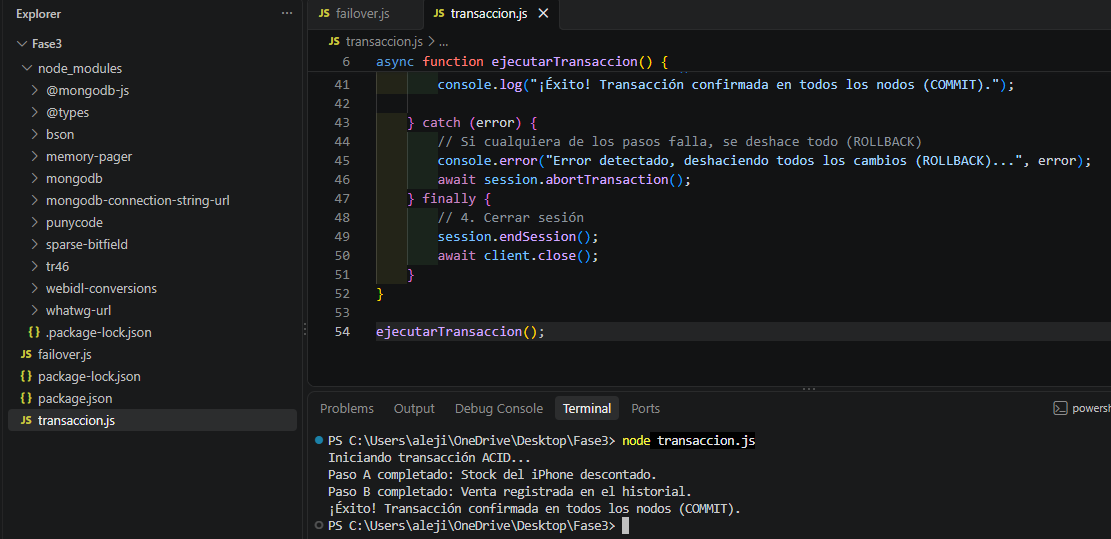 Explorer
...
Fase3
node_modules
@mongodb-js
@types
bson
memory-pager
mongodb
mongodb-connection-string-url
punycode
sparse-bitfield
tr46
webidl-conversions
whatwg-url
{} .package-lock.json
JS failover.js
{} package-lock.json
{} package.json
JS transaccion.js
JS failover.js JS transaccion.js
JS transaccion.js > ...
6 async function ejecutarTransaccion() {
41 console.log("¡Éxito! Transacción confirmada en todos los nodos (COMMIT).");
42
43 } catch (error) {
44 // Si cualquiera de los pasos falla, se deshace todo (ROLLBACK)
45 console.error("Error detectado, deshaciendo todos los cambios (ROLLBACK)...", error);
46 await session.abortTransaction();
47 } finally {
48 // 4. Cerrar sesión
49 session.endSession();
50 await client.close();
51 }
52 }
53
54 ejecutarTransaccion();
Problems Output Debug Console Terminal Ports
PS C:\Users\aleji\OneDrive\Desktop\Fase3> node transaccion.js
Iniciando transacción ACID...
Paso A completado: Stock del iPhone descontado.
Paso B completado: Venta registrada en el historial.
¡Éxito! Transacción confirmada en todos los nodos (COMMIT).
PS C:\Users\aleji\OneDrive\Desktop\Fase3>